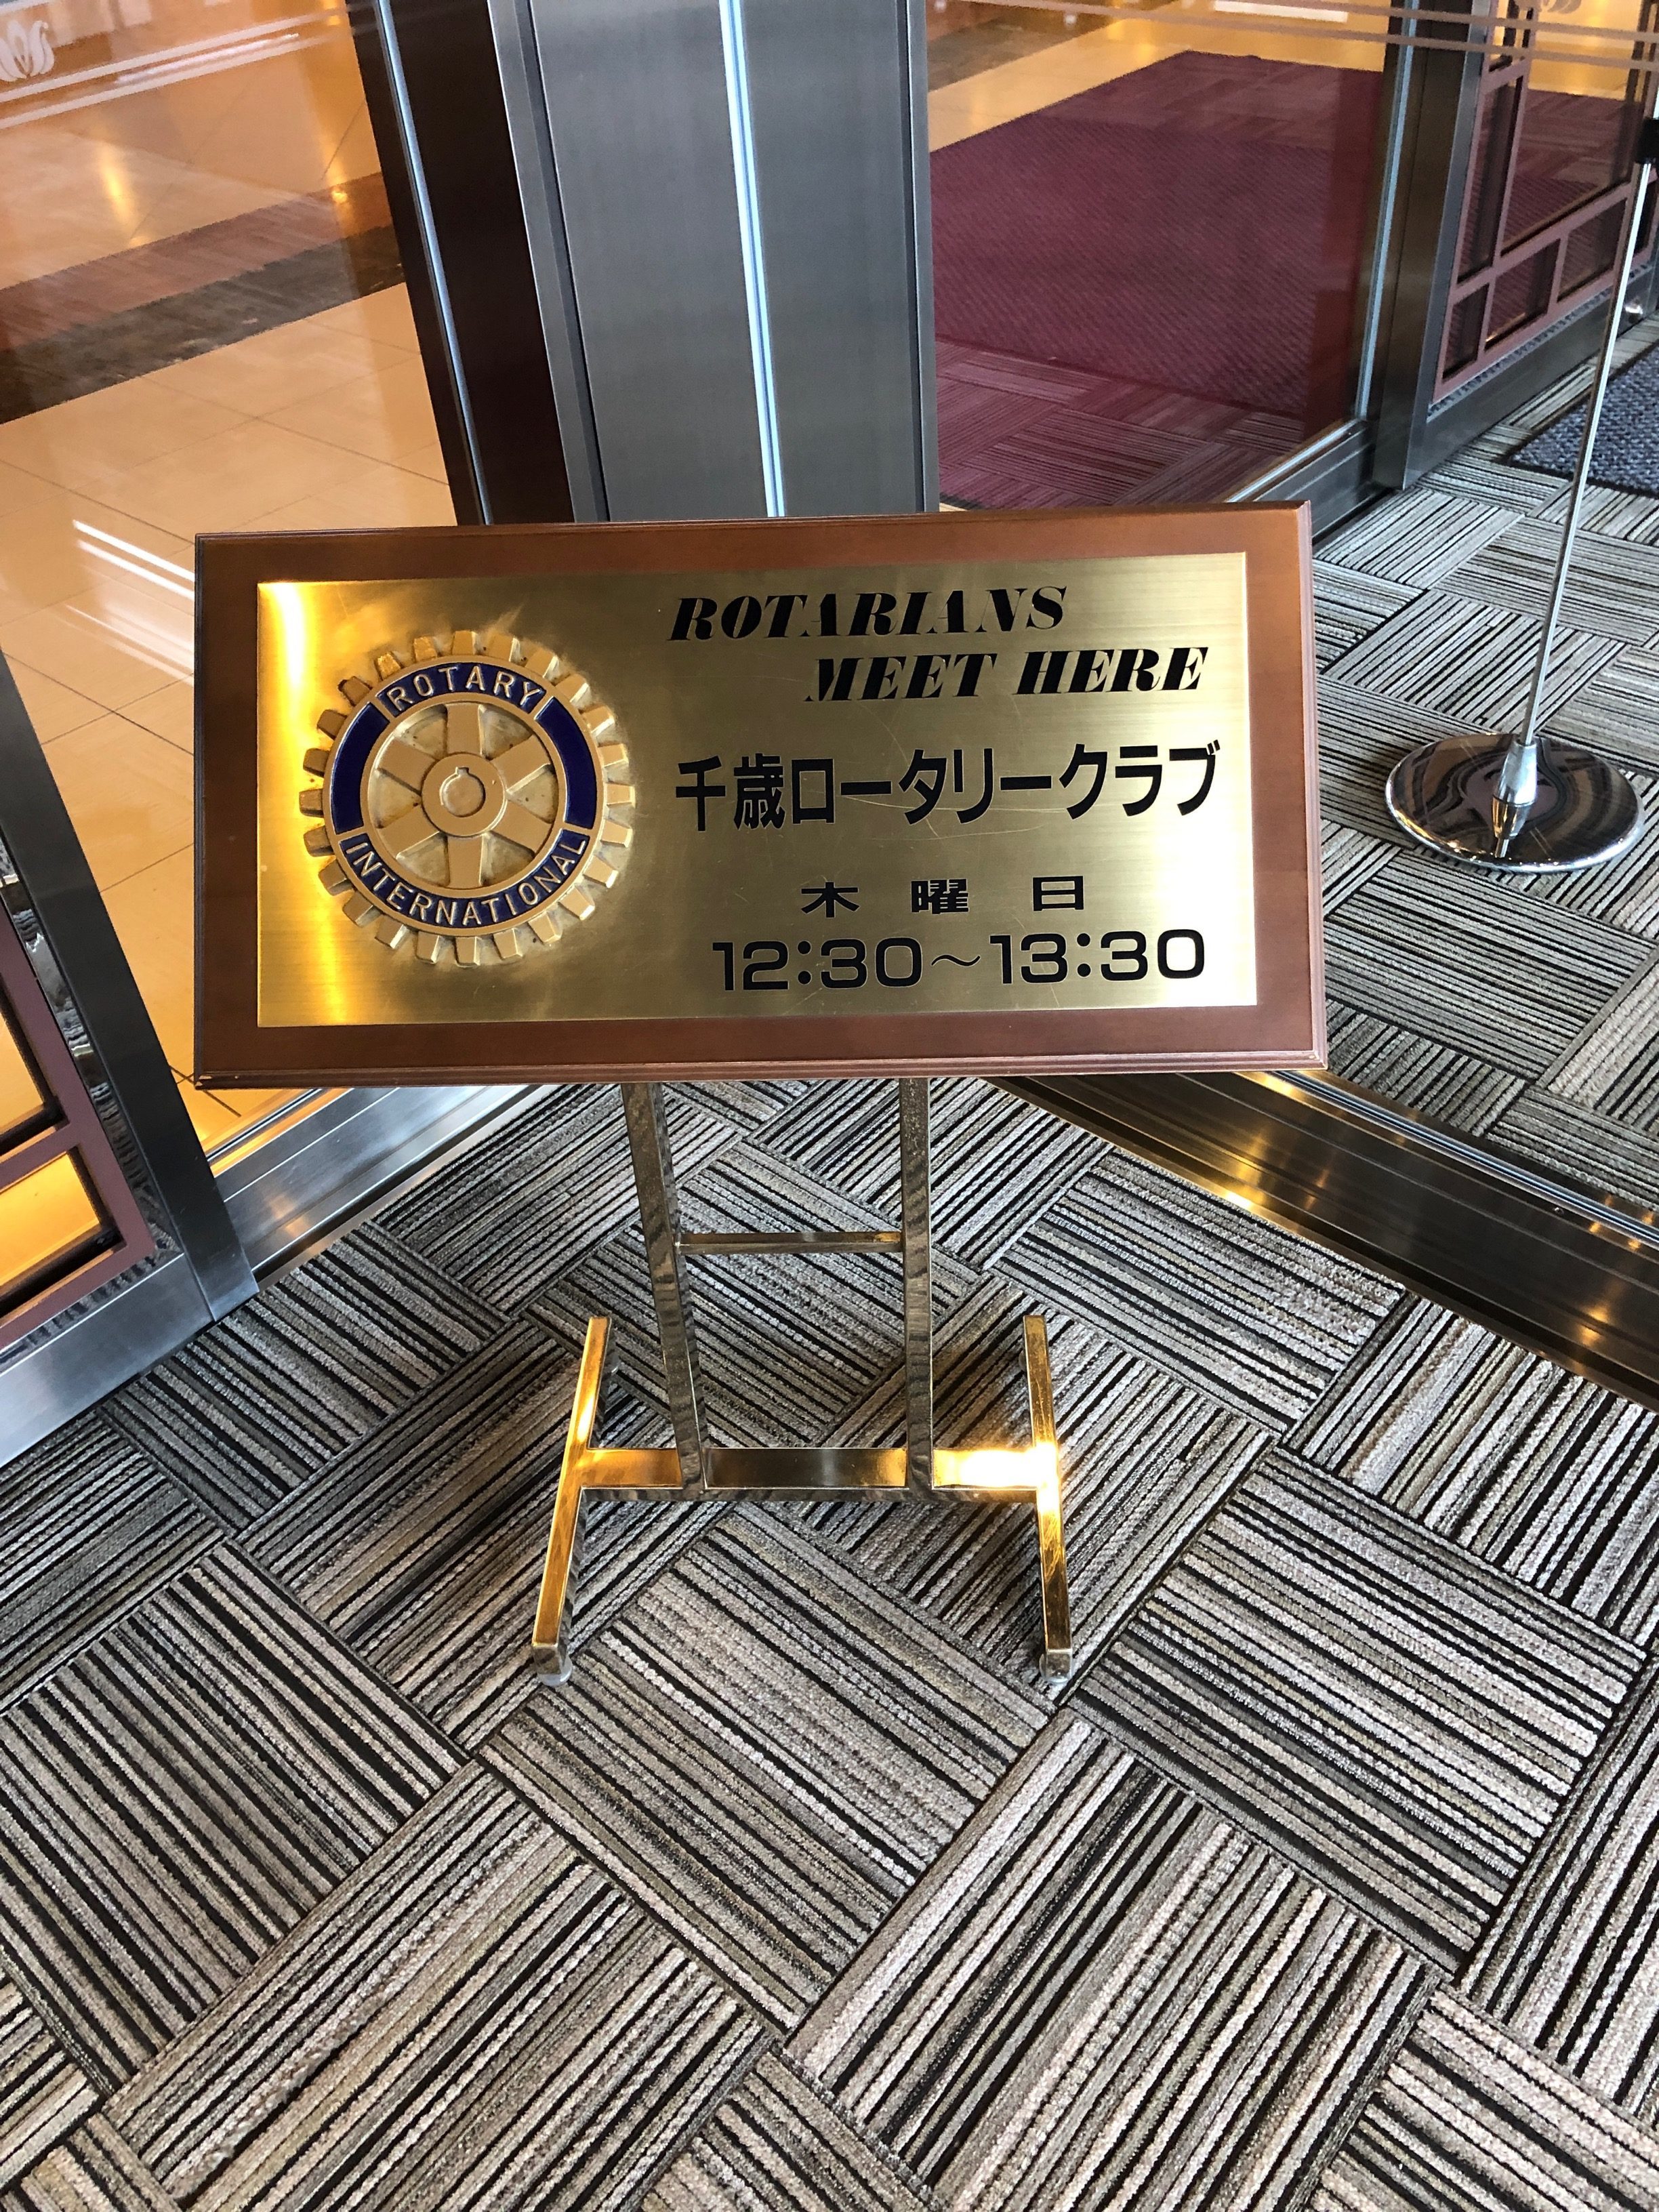 ROTARY
INTERNATIONAL
ROTARIANS
MEET HERE
千歳ロータリークラブ
木 曜 日
12:30～13:30